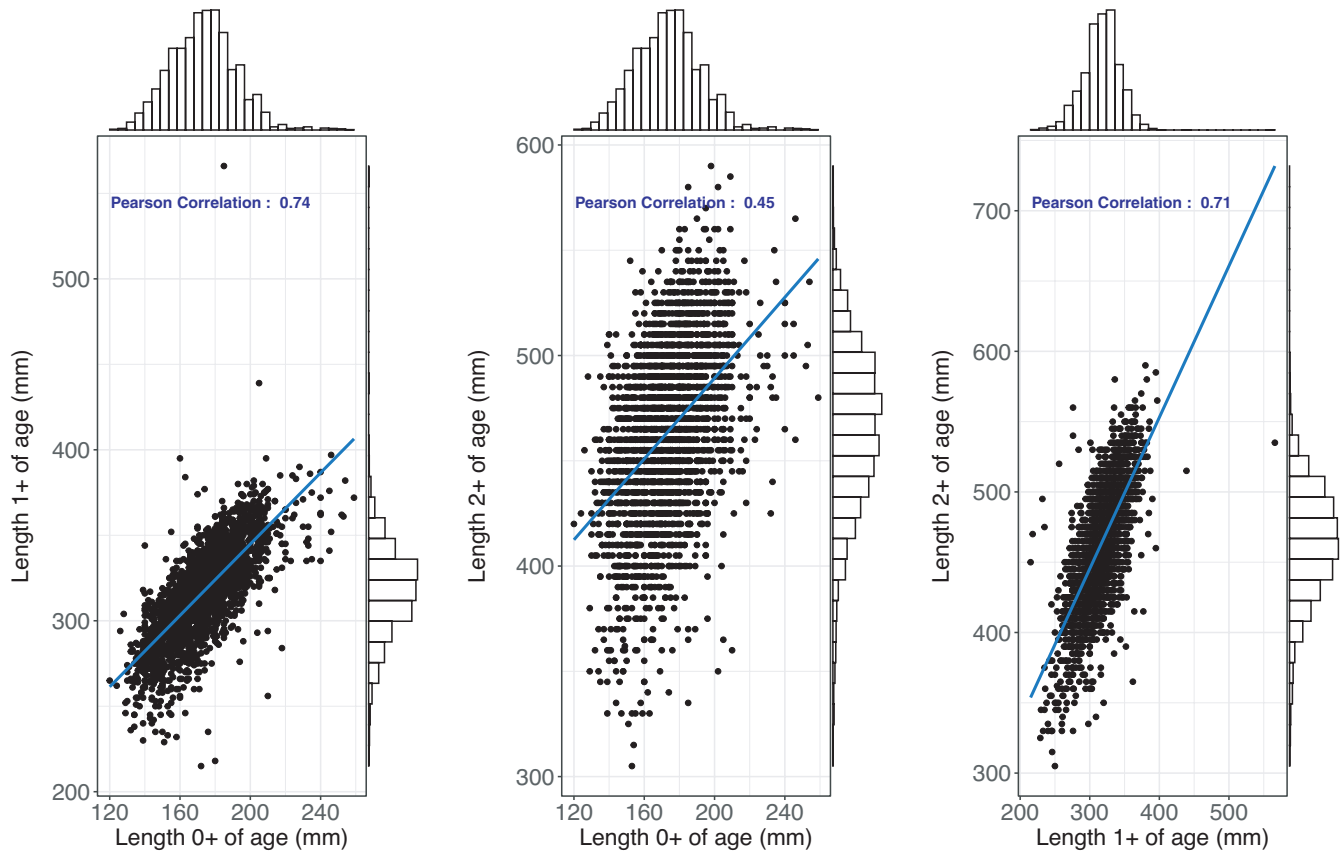 Pearson Correlation :  0.74
500
400
300
200
120 160 200 240
Length 0+ of age (mm)
Length 1+ of age (mm)
Pearson Correlation :  0.45
600
500
400
300
120 160 200 240
Length 0+ of age (mm)
Length 2+ of age (mm)
Pearson Correlation :  0.71
700
600
500
400
300
200 300 400 500
Length 1+ of age (mm)
Length 2+ of age (mm)